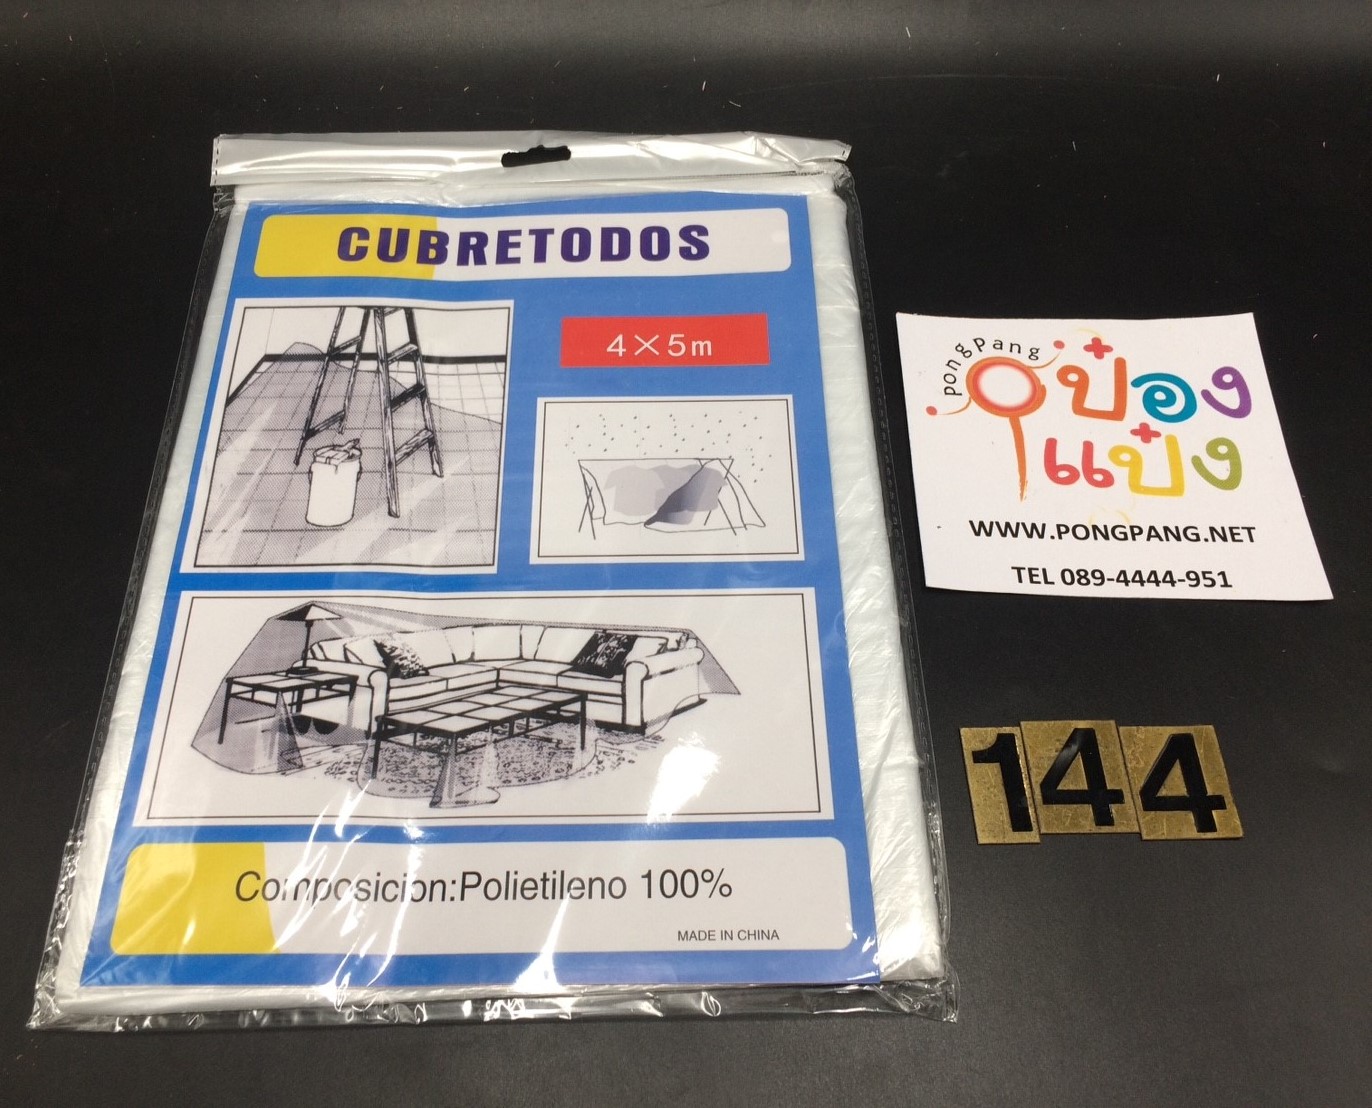 CUBRETODOS
4×5m
Composicion:Polietileno 100%
MADE IN CHINA
pongPang
ป๋อง
แป๋ง
WWW.PONGPANG.NET
TEL 089-4444-951
144